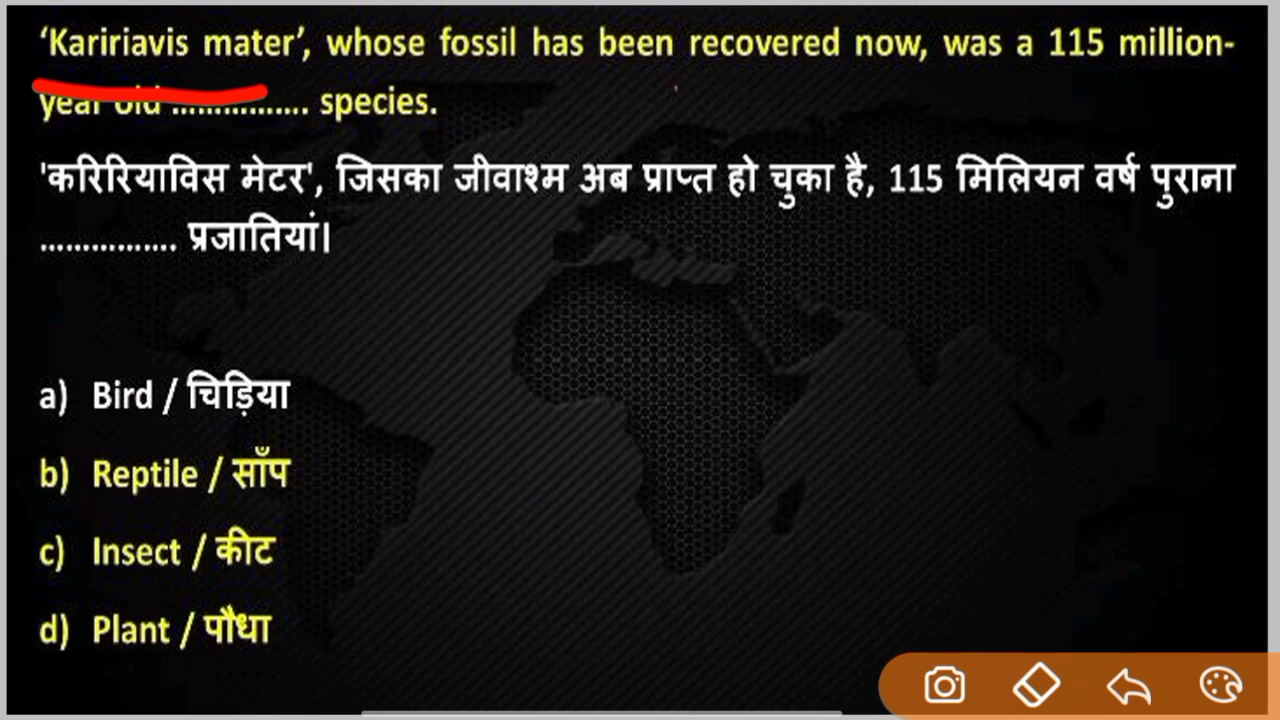 ‘Kaririavis mater’, whose fossil has been recovered now, was a 115 million-
year old ................ species.
'करिरियाविस मेटर', जिसका जीवाश्म अब प्राप्त हो चुका है, 115 मिलियन वर्ष पुराना
................ प्रजातियां।
a) Bird / चिड़िया
b) Reptile / साँप
c) Insect / कीट
d) Plant / पौधा